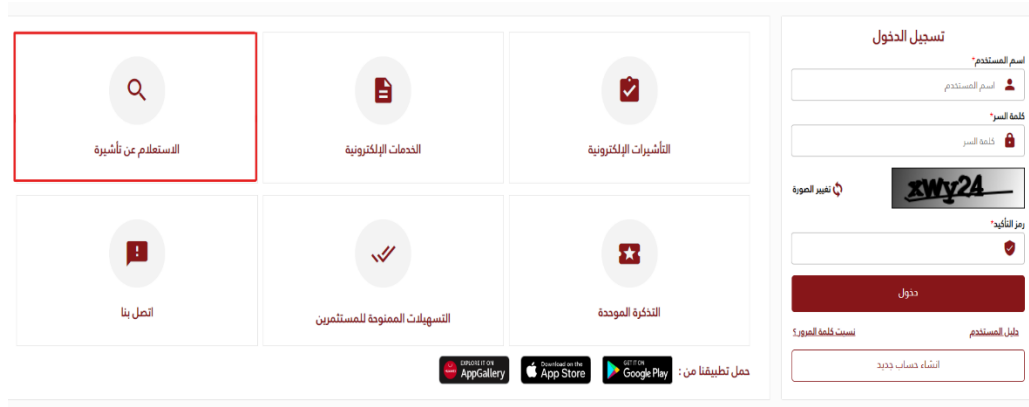 تسجيل الدخول
اسم المستخدم*
اسم المستخدم
كلمة السر*
كلمة السر
xwy24
تغيير الصورة
رمز التأكيد*
دخول
دليل المستخدم
نسيت كلمة المرور؟
انشاء حساب جديد
التأشيرات الإلكترونية
الخدمات الإلكترونية
الاستعلام عن تأشيرة
التذكرة الموحدة
التسهيلات الممنوحة للمستثمرين
اتصل بنا
حمل تطبيقنا من :
GET IT ON
Google Play
Download on the
App Store
EXPLORE IT ON
AppGallery